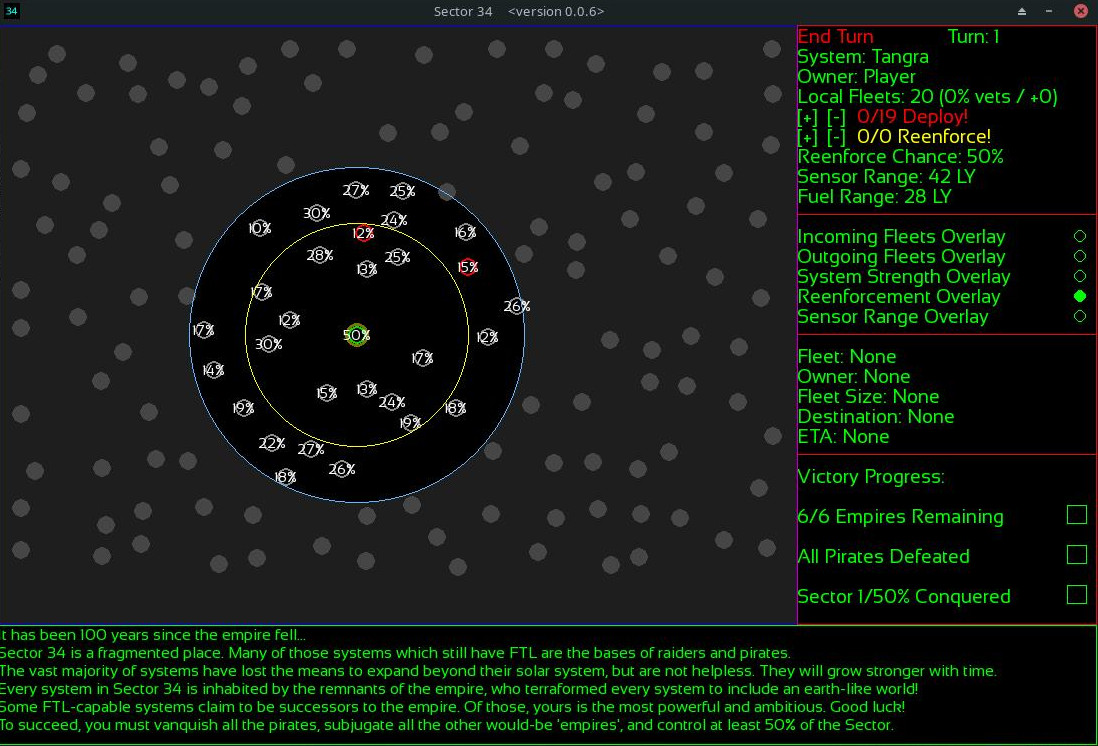 34
Sector 34 <version 0.0.6>
End Turn Turn: 1
System: Tangra
Owner: Player
Local Fleets: 20 (0% vets / +0)
[+] [-] 0/19 Deploy!
[+] [-] 0/0 Reenforce!
Reenforce Chance: 50%
Sensor Range: 42 LY
Fuel Range: 28 LY
Incoming Fleets Overlay
Outgoing Fleets Overlay
System Strength Overlay
Reenforcement Overlay
Sensor Range Overlay
Fleet: None
Owner: None
Fleet Size: None
Destination: None
ETA: None
Victory Progress:
6/6 Empires Remaining
All Pirates Defeated
Sector 1/50% Conquered
27% 25%
30% 24%
10% 12% 16%
28% 25%
13% 15%
17%
26%
12%
17% 50% 12%
30%
17%
14%
15% 13%
24%
19% 18%
19%
22% 27%
26%
18%
It has been 100 years since the empire fell...
Sector 34 is a fragmented place. Many of those systems which still have FTL are the bases of raiders and pirates.
The vast majority of systems have lost the means to expand beyond their solar system, but are not helpless. They will grow stronger with time.
Every system in Sector 34 is inhabited by the remnants of the empire, who terraformed every system to include an earth-like world!
Some FTL-capable systems claim to be successors to the empire. Of those, yours is the most powerful and ambitious. Good luck!
To succeed, you must vanquish all the pirates, subjugate all the other would-be 'empires', and control at least 50% of the Sector.